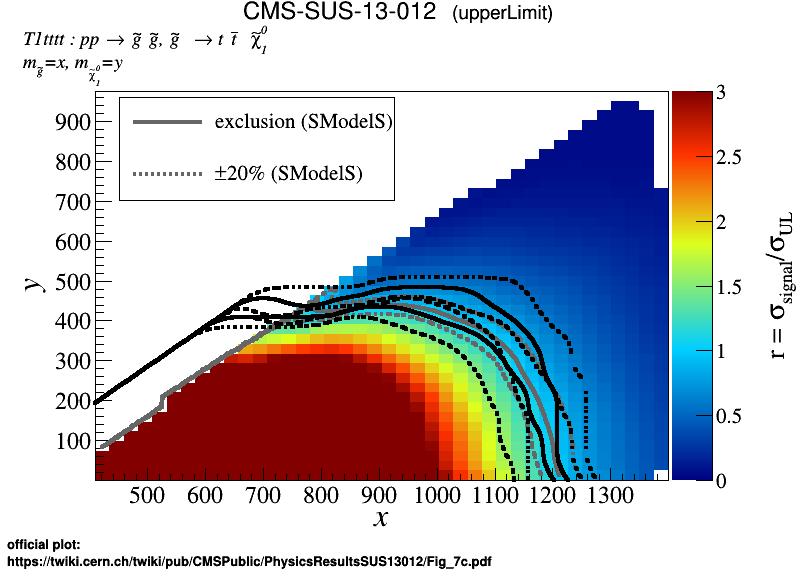 CMS-SUS-13-012 (upperLimit)
T1tttt : pp → g̃ g̃, g̃ → t t̄ χ̃₁⁰
m_g̃=x, m_χ̃₁⁰=y
exclusion (SModelS)
±20% (SModelS)
900
800
700
600
500
400
300
200
100
y
500 600 700 800 900 1000 1100 1200 1300
x
3
2.5
2
1.5
1
0.5
0
r = σ_signal/σ_UL
official plot:
https://twiki.cern.ch/twiki/pub/CMSPublic/PhysicsResultsSUS13012/Fig_7c.pdf